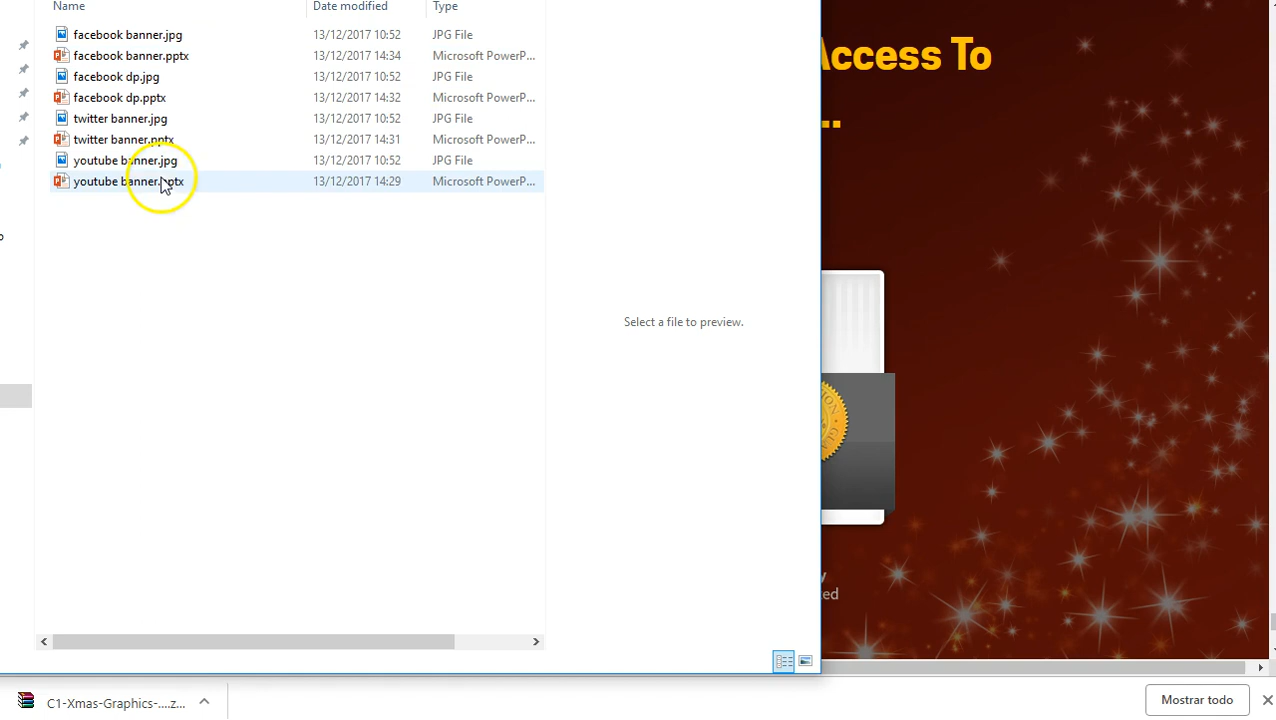 Name Date modified Type
facebook banner.jpg 13/12/2017 10:52 JPG File
facebook banner.pptx 13/12/2017 14:34 Microsoft PowerP...
facebook dp.jpg 13/12/2017 10:52 JPG File
facebook dp.pptx 13/12/2017 14:32 Microsoft PowerP...
twitter banner.jpg 13/12/2017 10:52 JPG File
twitter banner.pptx 13/12/2017 14:31 Microsoft PowerP...
youtube banner.jpg 13/12/2017 10:52 JPG File
youtube banner.pptx 13/12/2017 14:29 Microsoft PowerP...
Select a file to preview.
Access To
..
C1-Xmas-Graphics-....z...
Mostrar todo